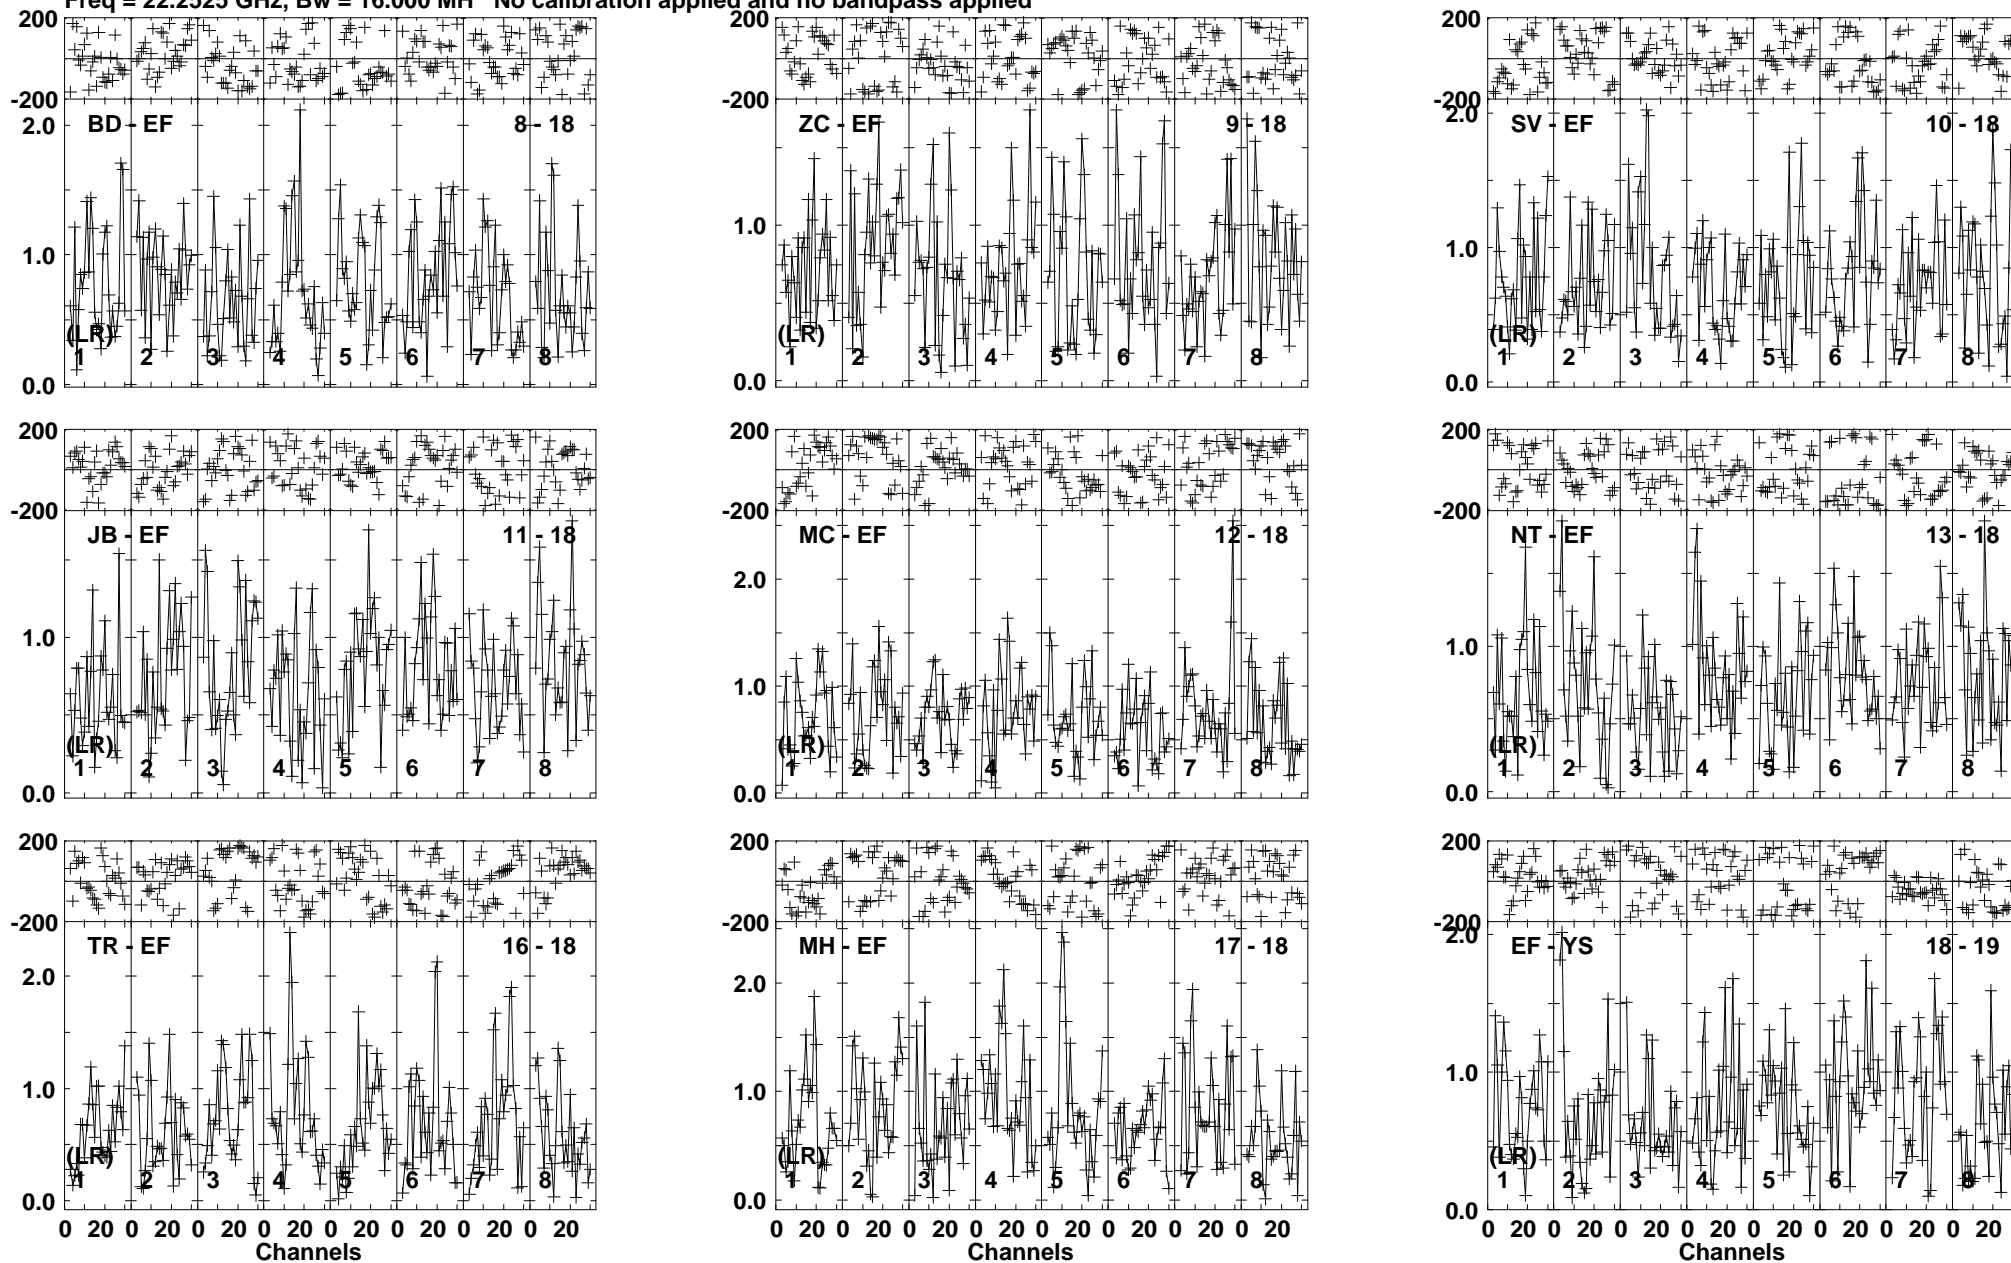 Freq = 22.2525 GHz, Bw = 16.000 MH No calibration applied and no bandpass applied
200 200 200
-200 -200 -200
BD - EF 8 - 18 ZC - EF 9 - 18 SV - EF 10 - 18
2.0 2.0
1.0 1.0 1.0
(LR) (LR) (LR)
1 2 3 4 5 6 7 8 1 2 3 4 5 6 7 8 1 2 3 4 5 6 7 8
0.0 0.0 0.0
200 200 200
-200 -200 -200
JB - EF 11 - 18 MC - EF 12 - 18 NT - EF 13 - 18
2.0
1.0 1.0 1.0
(LR) (LR) (LR)
1 2 3 4 5 6 7 8 1 2 3 4 5 6 7 8 1 2 3 4 5 6 7 8
0.0 0.0 0.0
200 200 200
-200 -200 -200
TR - EF 16 - 18 MH - EF 17 - 18 EF - YS 18 - 19
2.0 2.0 2.0
1.0 1.0 1.0
(LR) (LR) (LR)
1 2 3 4 5 6 7 8 1 2 3 4 5 6 7 8 1 2 3 4 5 6 7 8
0.0 0.0 0.0
0 20 0 20 0 20 0 20 0 20 0 20 0 20 0 20 0 20 0 20 0 20 0 20 0 20 0 20 0 20 0 20 0 20 0 20 0 20 0 20 0 20 0 20 0 20 0 20
Channels Channels Channels